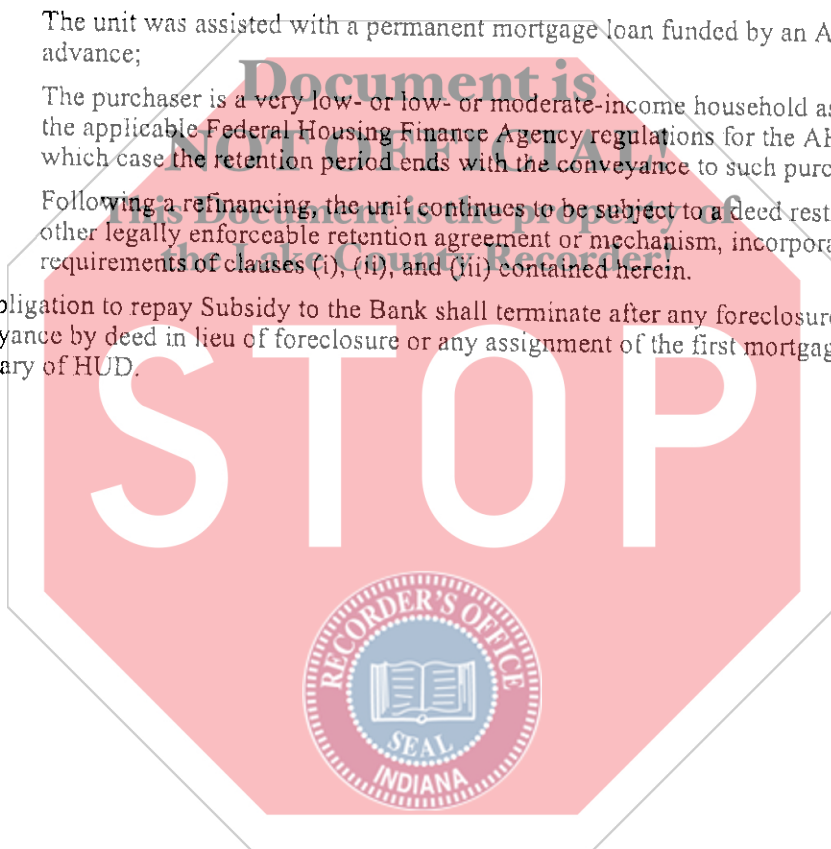 The unit was assisted with a permanent mortgage loan funded by an A
advance;
Document is
The purchaser is a very low- or low- or moderate-income household as
the applicable Federal Housing Finance Agency regulations for the AH
NOT OFFICIAL!
which case the retention period ends with the conveyance to such purc
Following a refinancing, the unit continues to be subject to a deed rest
This Document is the property of
other legally enforceable retention agreement or mechanism, incorpora
the Lake County Recorder!
requirements of clauses (i), (ii), and (iii) contained herein.
bligation to repay Subsidy to the Bank shall terminate after any foreclosure
yance by deed in lieu of foreclosure or any assignment of the first mortgag
ary of HUD.
STOP
RECORDER'S OFFICE
SEAL
INDIANA